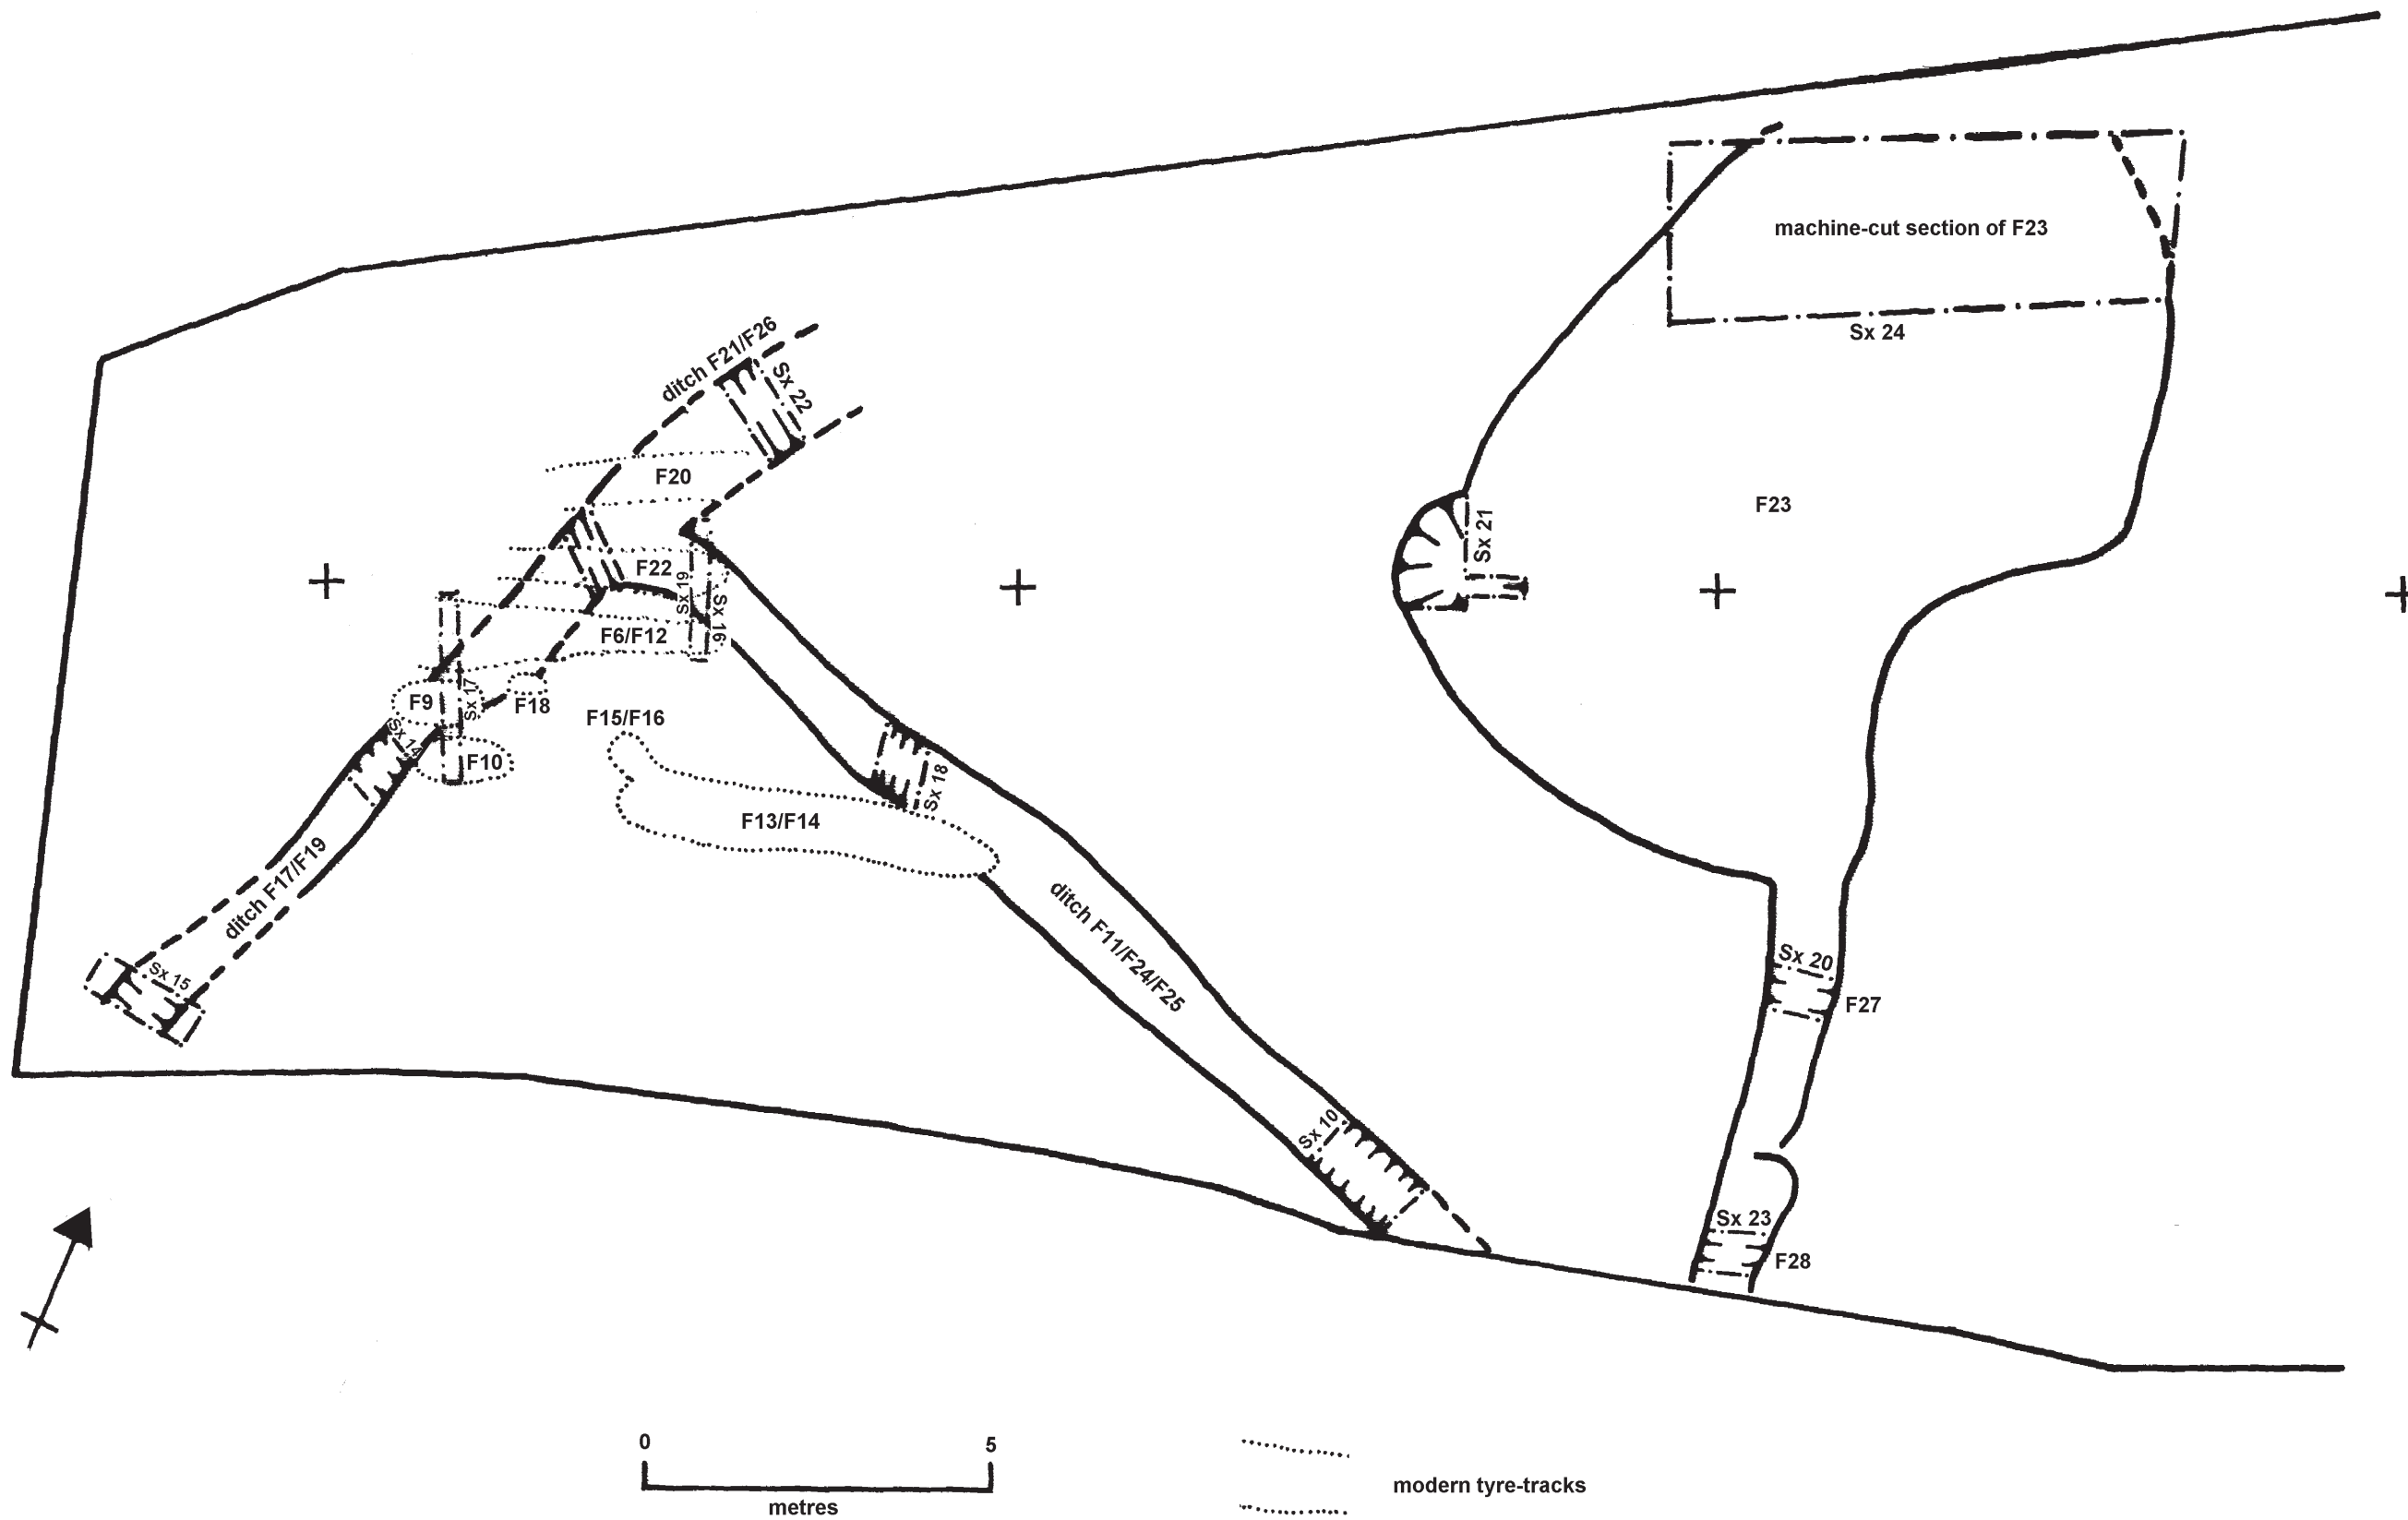 machine-cut section of F23
Sx 24
ditch F21/F26
Sx 22
F20
F23
Sx 21
F22
Sx 19
Sx 16
F6/F12
F9
Sx 17
F18
F15/F16
Sx 14
F10
Sx 18
F13/F14
ditch F17/F19
ditch F11/F24/F25
Sx 15
Sx 20
F27
Sx 10
Sx 23
F28
0
5
metres
modern tyre-tracks